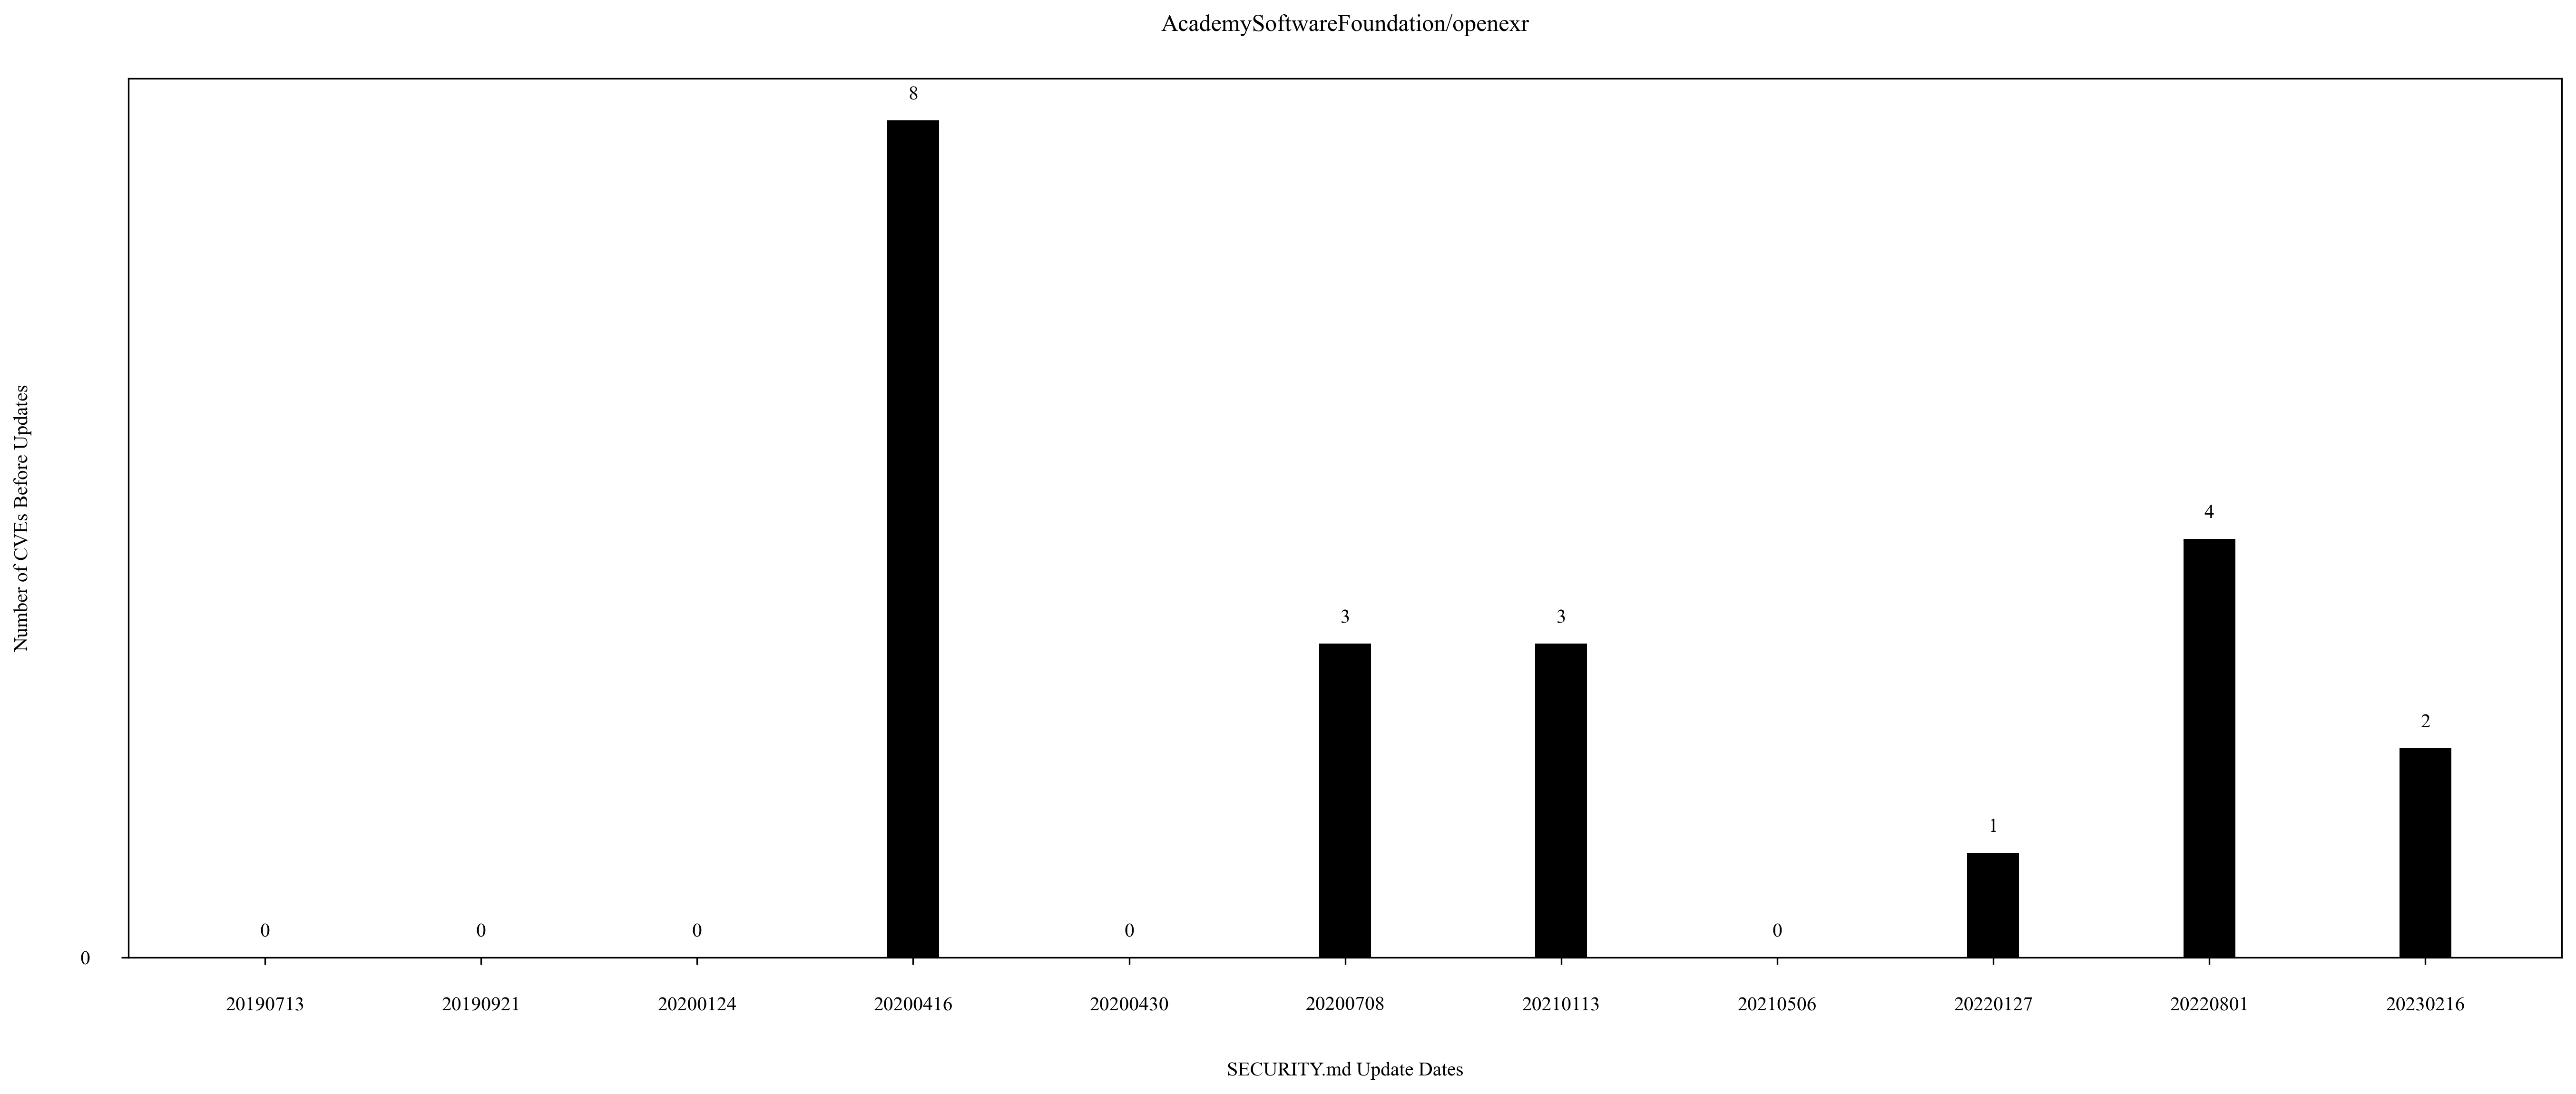 AcademySoftwareFoundation/openexr
Number of CVEs Before Updates
8
4
3 3
2
1
0 0 0 0 0
0
20190713 20190921 20200124 20200416 20200430 20200708 20210113 20210506 20220127 20220801 20230216
SECURITY.md Update Dates